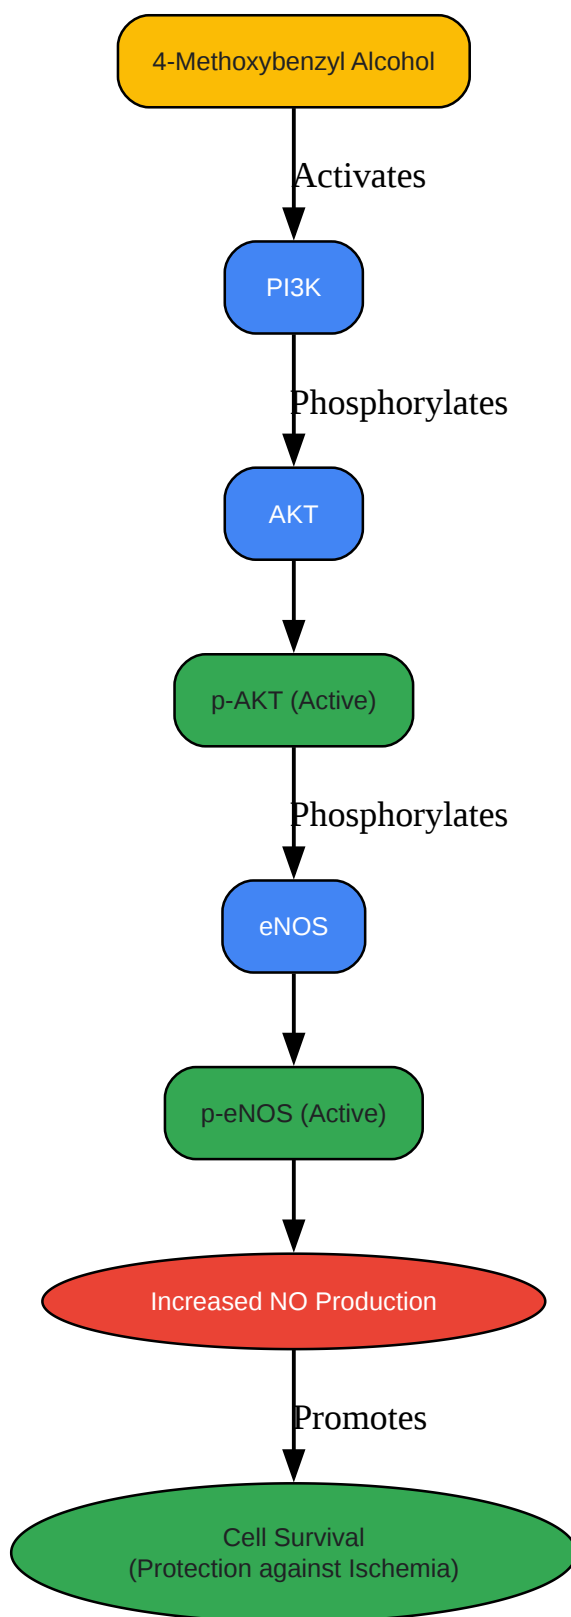 4-Methoxybenzyl Alcohol
Activates
PI3K
Phosphorylates
AKT
p-AKT (Active)
Phosphorylates
eNOS
p-eNOS (Active)
Increased NO Production
Promotes
Cell Survival
(Protection against Ischemia)